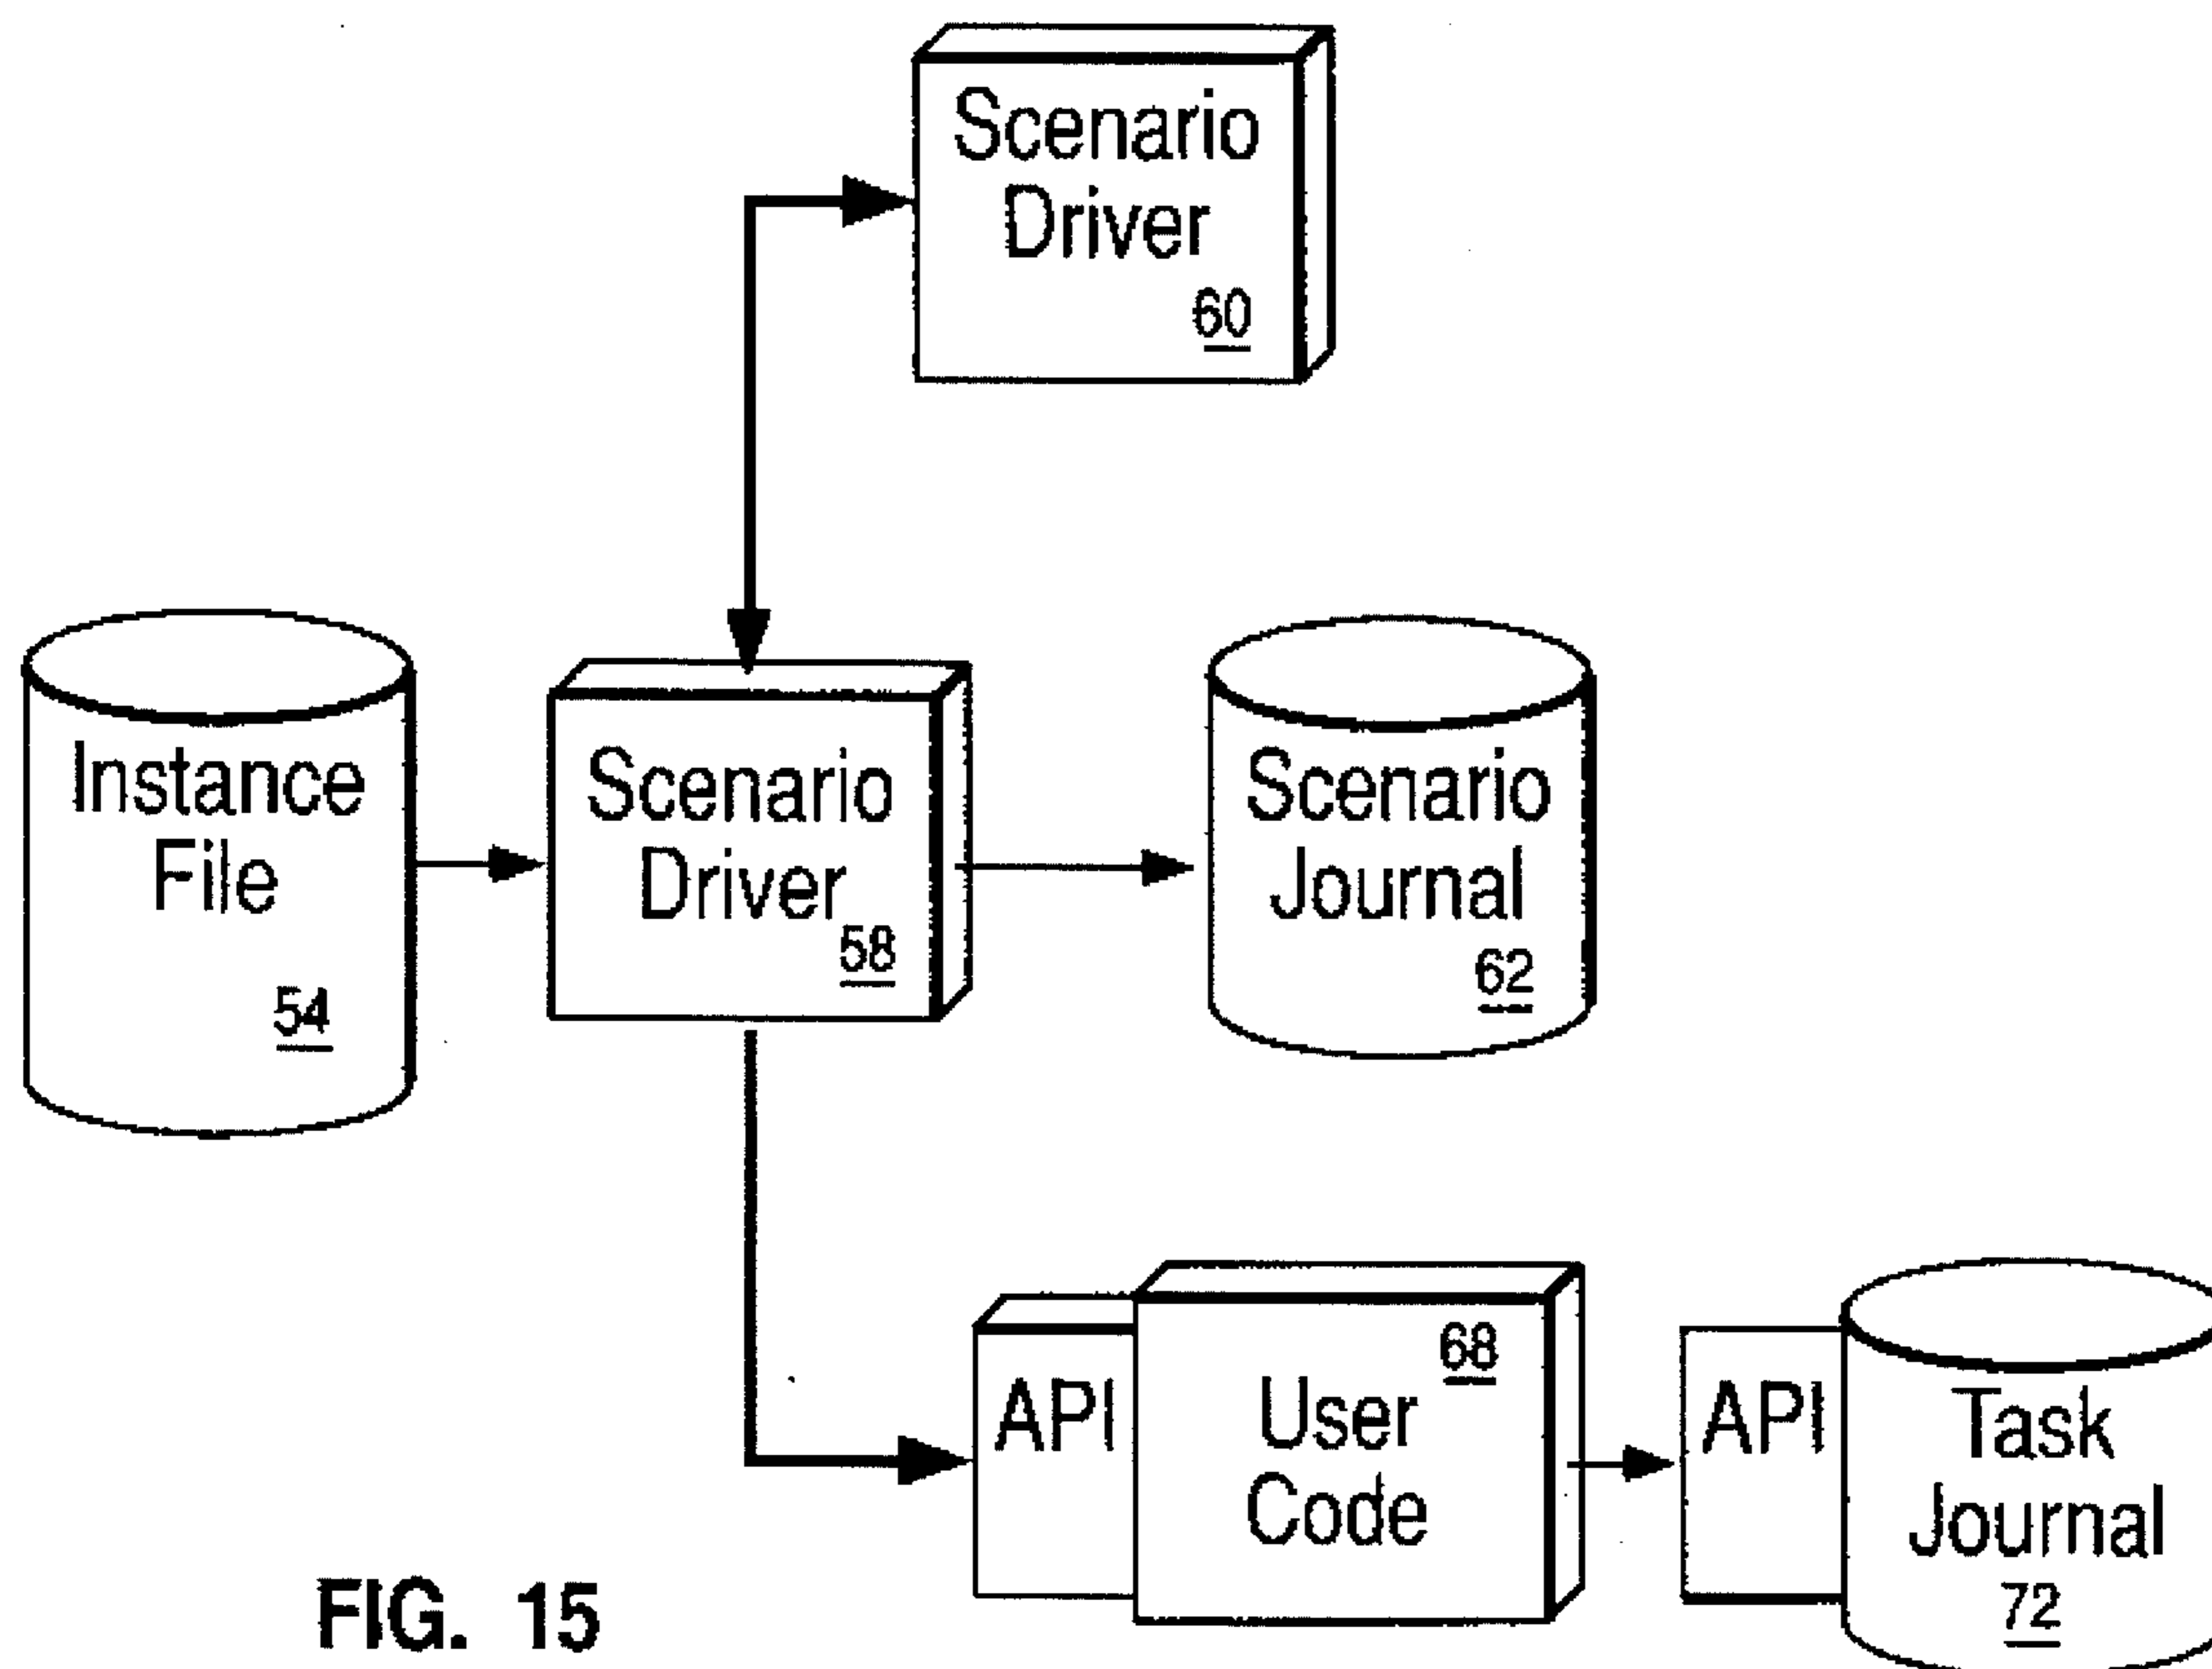 Scenario
Driver
60
Instance
File
54
Scenario
Driver
58
Scenario
Journal
62
API
User
Code
68
API
Task
Journal
72
FIG. 15